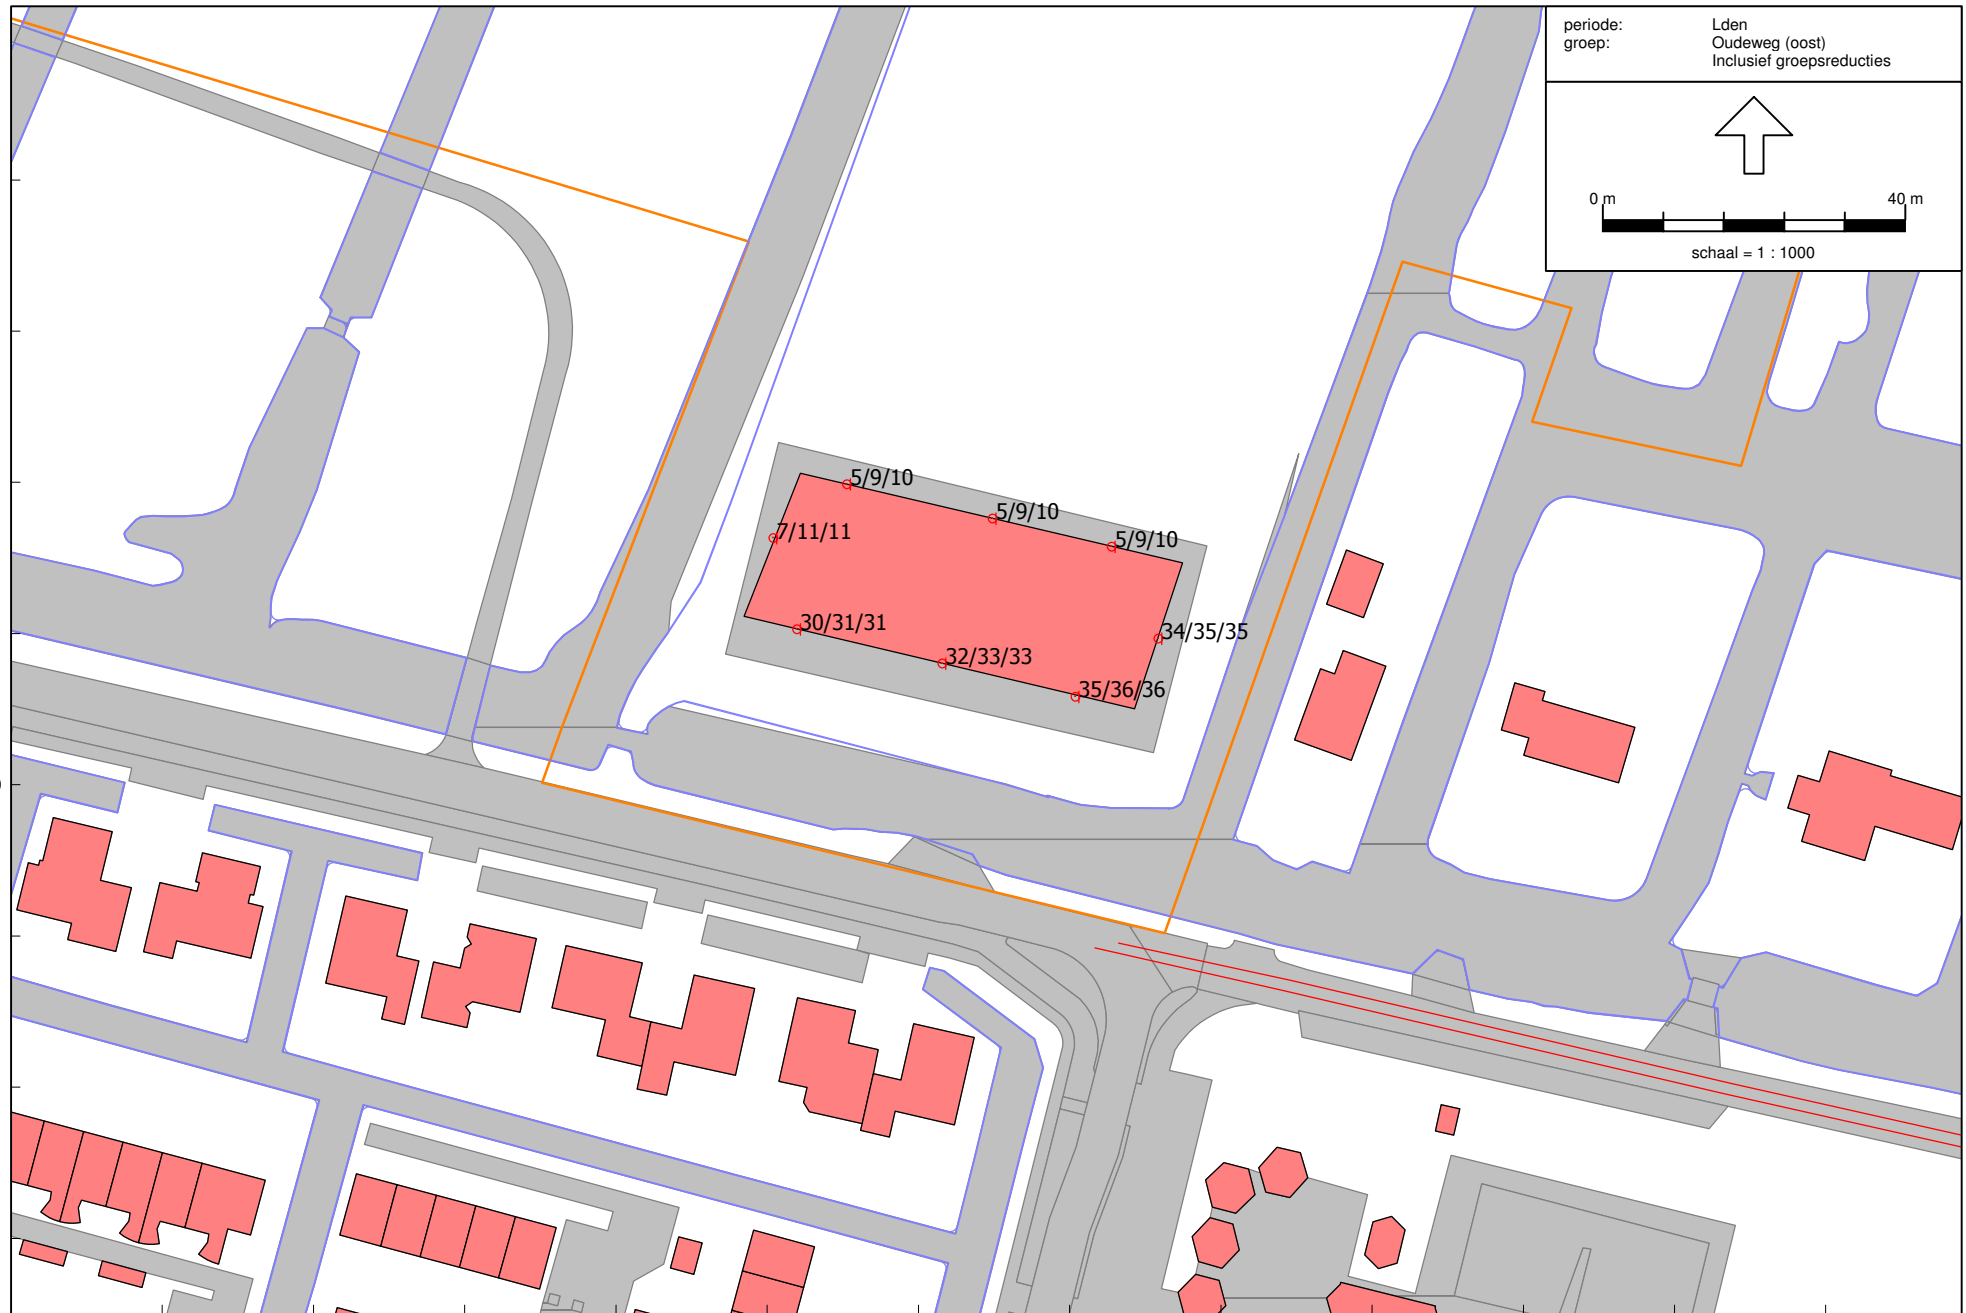 periode: Lden
groep: Oudeweg (oost)
Inclusief groepsreducties
0 m 40 m
schaal = 1 : 1000
5/9/10
5/9/10
5/9/10
7/11/11
30/31/31
34/35/35
32/33/33
35/36/36